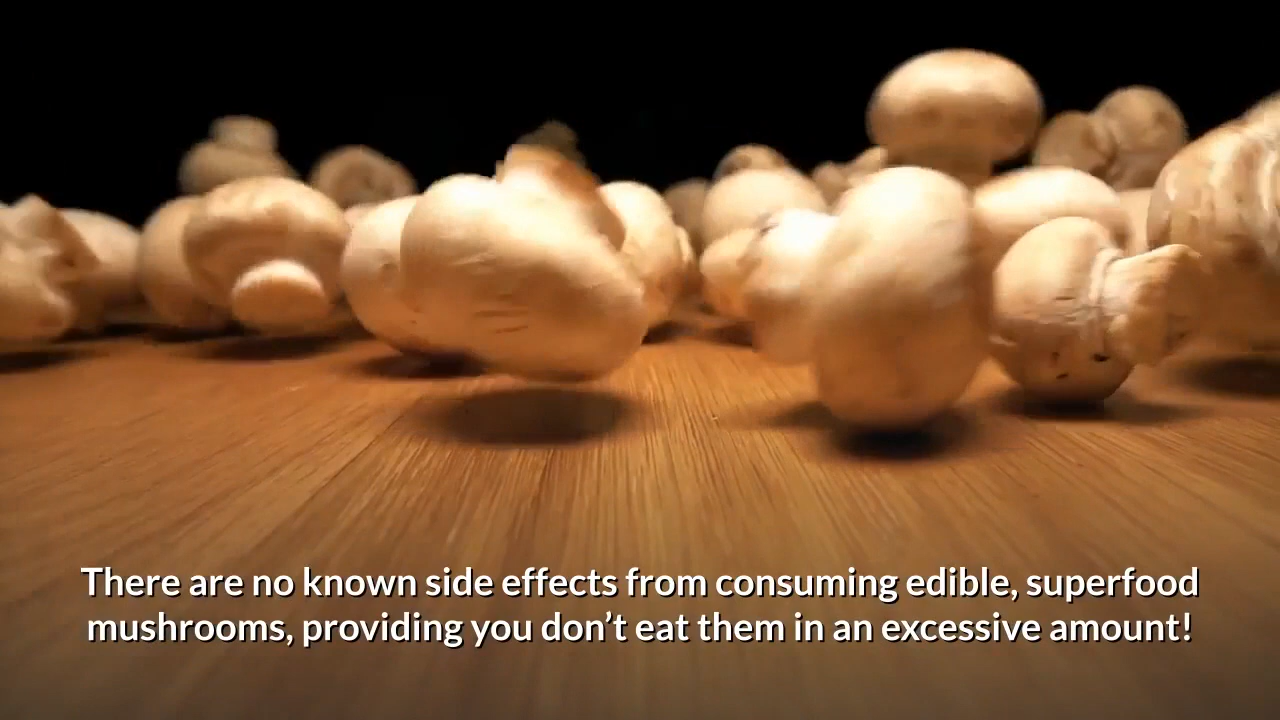 There are no known side effects from consuming edible, superfood
mushrooms, providing you don’t eat them in an excessive amount!